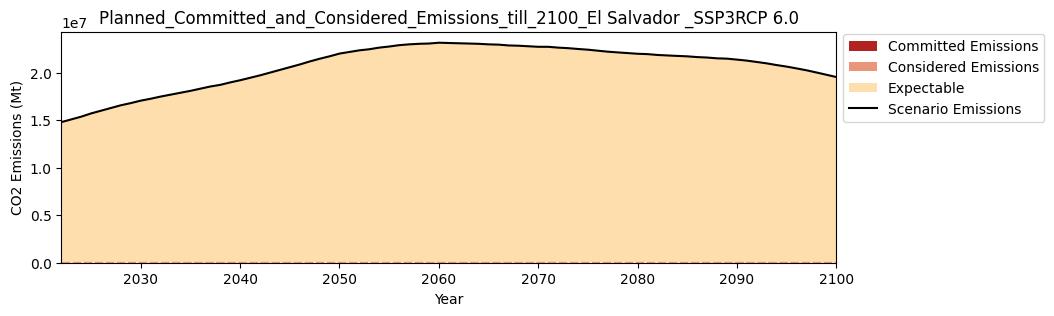 Planned_Committed_and_Considered_Emissions_till_2100_El Salvador _SSP3RCP 6.0
1e7
CO2 Emissions (Mt)
2.0
1.5
1.0
0.5
0.0
2030 2040 2050 2060 2070 2080 2090 2100
Year
Committed Emissions
Considered Emissions
Expectable
Scenario Emissions